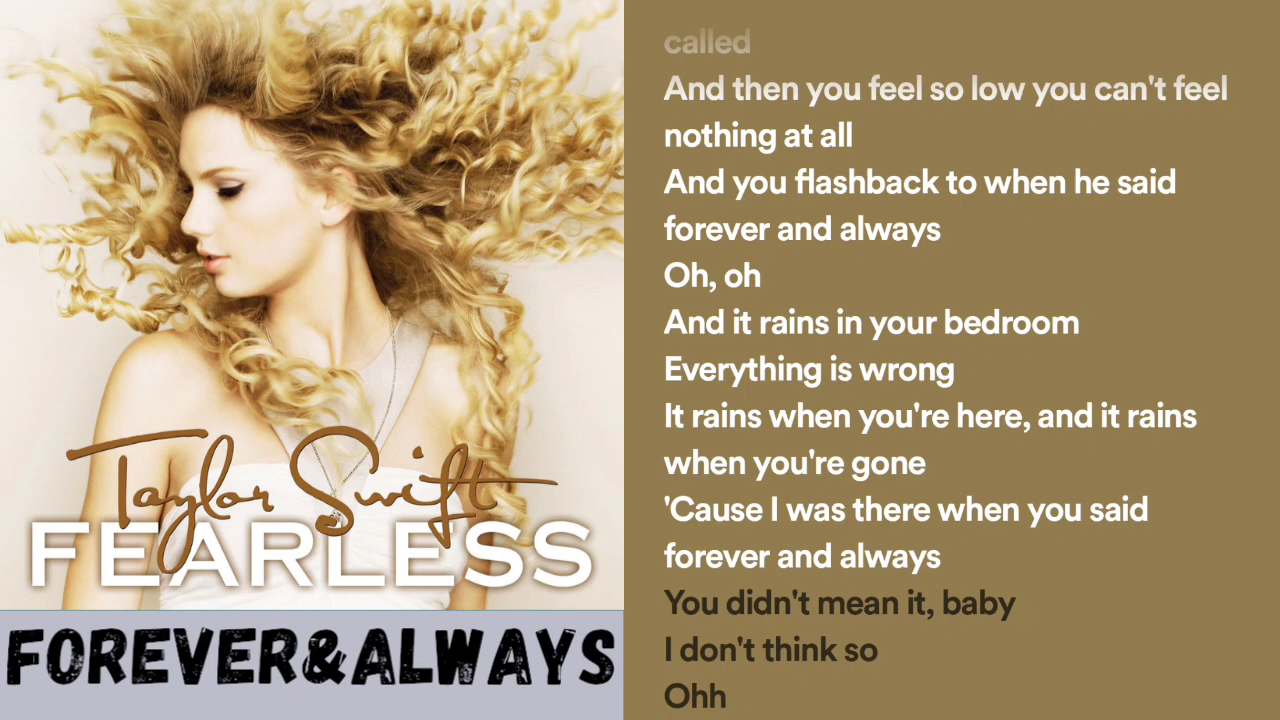 Taylor Swift
FEARLESS
FOREVER&ALWAYS
called
And then you feel so low you can't feel
nothing at all
And you flashback to when he said
forever and always
Oh, oh
And it rains in your bedroom
Everything is wrong
It rains when you're here, and it rains
when you're gone
'Cause I was there when you said
forever and always
You didn't mean it, baby
I don't think so
Ohh